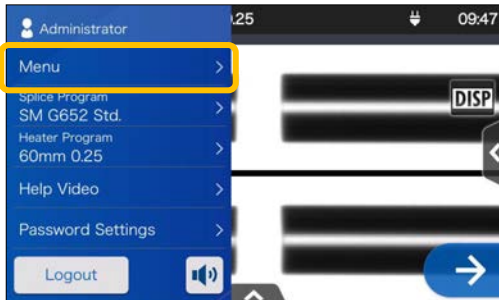 Administrator
.25
09:47
Menu
Splice Program
SM G652 Std.
DISP
Heater Program
60mm 0.25
Help Video
Password Settings
Logout